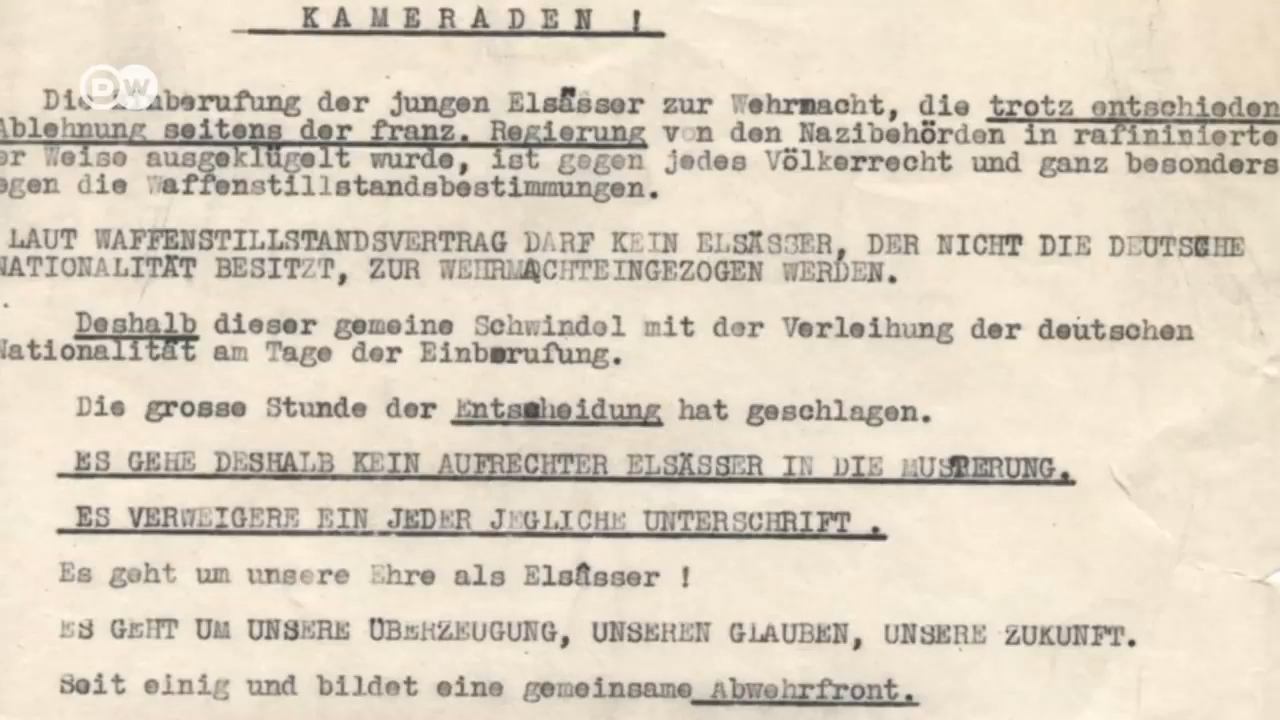 K A M E R A D E N !
DW
Die Einberufung der jungen Elsässer zur Wehrmacht, die trotz entschieden
Ablehnung seitens der franz. Regierung von den Nazibehörden in rafininierte
er Weise ausgeklügelt wurde, ist gegen jedes Völkerrecht und ganz besonders
egen die Waffenstillstandsbestimmungen.
LAUT WAFFENSTILLSTANDSVERTRAG DARF KEIN ELSÄSSER, DER NICHT DIE DEUTSCHE
NATIONALITÄT BESITZT, ZUR WEHRMACHTEINGEZOGEN WERDEN.
Deshalb dieser gemeine Schwindel mit der Verleihung der deutschen
Nationalität am Tage der Einberufung.
Die grosse Stunde der Entscheidung hat geschlagen.
ES GEHE DESHALB KEIN AUFRECHTER ELSÄSSER IN DIE MUSTERUNG.
ES VERWEIGERE EIN JEDER JEGLICHE UNTERSCHRIFT .
Es geht um unsere Ehre als Elsässer !
ES GEHT UM UNSERE ÜBERZEUGUNG, UNSEREN GLAUBEN, UNSERE ZUKUNFT.
Seit einig und bildet eine gemeinsame Abwehrfront.